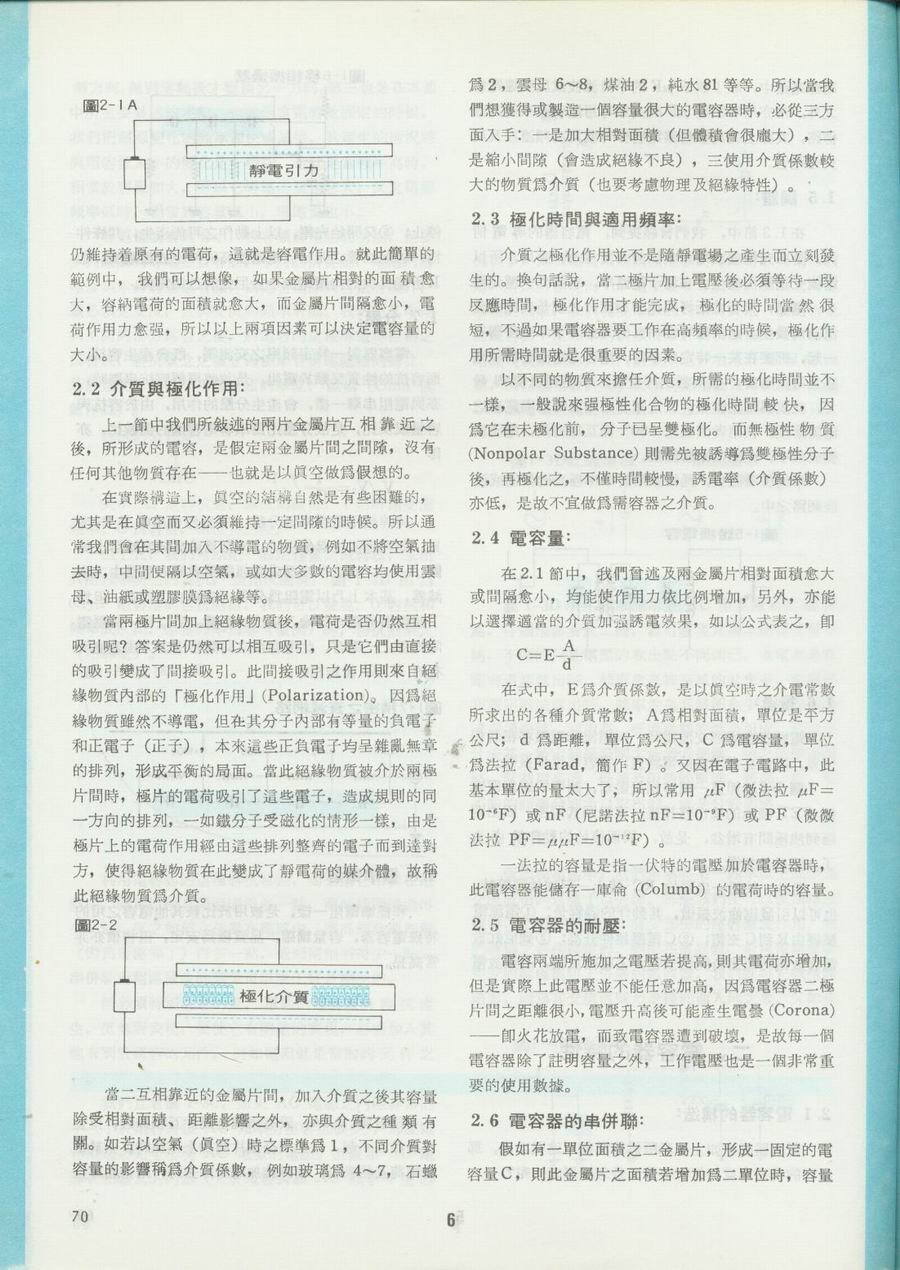 圖2-1A
靜電引力
仍維持着原有的電荷，這就是容電作用。就此簡單的
範例中，我們可以想像，如果金屬片相對的面積愈
大，容納電荷的面積就愈大，而金屬片間隔愈小，電
荷作用力愈强，所以以上兩項因素可以決定電容量的
大小。
2.2 介質與極化作用：
上一節中我們所敍述的兩片金屬片互相靠近之
後，所形成的電容，是假定兩金屬片間之間隙，沒有
任何其他物質存在——也就是以眞空做爲假想的。
在實際構造上，眞空的結構自然是有些困難的，
尤其是在眞空而又必須維持一定間隙的時候。所以通
常我們會在其間加入不導電的物質，例如不將空氣抽
去時，中間便隔以空氣，或如大多數的電容均使用雲
母、油紙或塑膠膜爲絕緣等。
當兩極片間加上絕緣物質後，電荷是否仍然互相
吸引呢？答案是仍然可以相互吸引，只是它們由直接
的吸引變成了間接吸引。此間接吸引之作用則來自絕
緣物質內部的「極化作用」(Polarization)。因爲絕
緣物質雖然不導電，但在其分子內部有等量的負電子
和正電子（正子），本來這些正負電子均呈雜亂無章
的排列，形成平衡的局面。當此絕緣物質被介於兩極
片間時，極片的電荷吸引了這些電子，造成規則的同
一方向的排列，一如鐵分子受磁化的情形一樣，由是
極片上的電荷作用經由這些排列整齊的電子而到達對
方，使得絕緣物質在此變成了靜電荷的媒介體，故稱
此絕緣物質爲介質。
圖2-2
極化介質
當二互相靠近的金屬片間，加入介質之後其容量
除受相對面積、距離影響之外，亦與介質之種類有
關。如若以空氣（眞空）時之標準爲1，不同介質對
容量的影響稱爲介質係數，例如玻璃爲4～7，石蠟
爲2，雲母6～8，煤油2，純水81等等。所以當我
們想獲得或製造一個容量很大的電容器時，必從三方
面入手：一是加大相對面積（但體積會很龐大），二
是縮小間隙（會造成絕緣不良），三使用介質係數較
大的物質爲介質（也要考慮物理及絕緣特性）。
2.3 極化時間與適用頻率：
介質之極化作用並不是隨靜電場之產生而立刻發
生的。換句話說，當二極片加上電壓後必須等待一段
反應時間，極化作用才能完成，極化的時間當然很
短，不過如果電容器要工作在高頻率的時候，極化作
用所需時間就是很重要的因素。
以不同的物質來擔任介質，所需的極化時間並不
一樣，一般說來强極性化合物的極化時間較快，因
爲它在未極化前，分子已呈雙極化。而無極性物質
(Nonpolar Substance)則需先被誘導爲雙極性分子
後，再極化之，不僅時間較慢，誘電率（介質係數）
亦低，是故不宜做爲需容器之介質。
2.4 電容量：
在2.1節中，我們曾述及兩金屬片相對面積愈大
或間隔愈小，均能使作用力依比例增加，另外，亦能
以選擇適當的介質加强誘電效果，如以公式表之，卽
C=E A/d
在式中，E爲介質係數，是以眞空時之介電常數
所求出的各種介質常數；A爲相對面積，單位是平方
公尺；d 爲距離，單位爲公尺，C 爲電容量，單位
爲法拉（Farad，簡作F）。又因在電子電路中，此
基本單位的量太大了，所以常用 μF（微法拉 μF=
10⁻⁶F）或nF（尼諾法拉nF=10⁻⁹F）或 PF（微微
法拉 PF=μμF=10⁻¹²F）。
一法拉的容量是指一伏特的電壓加於電容器時，
此電容器能儲存一庫侖 (Columb) 的電荷時的容量。
2.5 電容器的耐壓：
電容兩端所施加之電壓若提高，則其電荷亦增加，
但是實際上此電壓並不能任意加高，因爲電容器二極
片間之距離很小，電壓升高後可能產生電暈 (Corona)
——卽火花放電，而致電容器遭到破壞，是故每一個
電容器除了註明容量之外，工作電壓也是一個非常重
要的使用數據。
2.6 電容器的串併聯：
假如有一單位面積之二金屬片，形成一固定的電
容量C，則此金屬片之面積若增加爲二單位時，容量
70
6